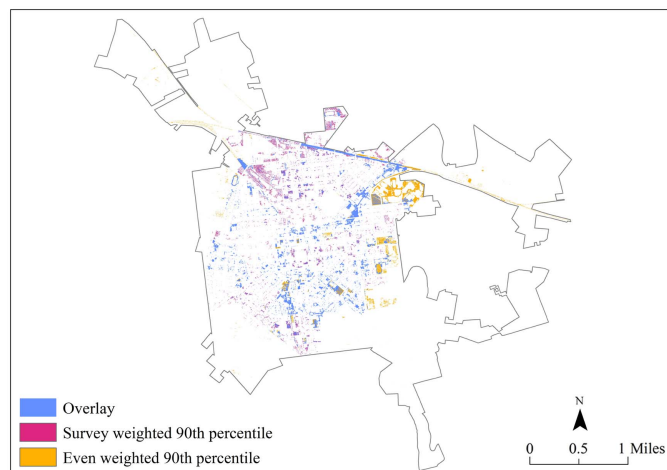 Overlay
Survey weighted 90th percentile
Even weighted 90th percentile
N
0 0.5 1 Miles